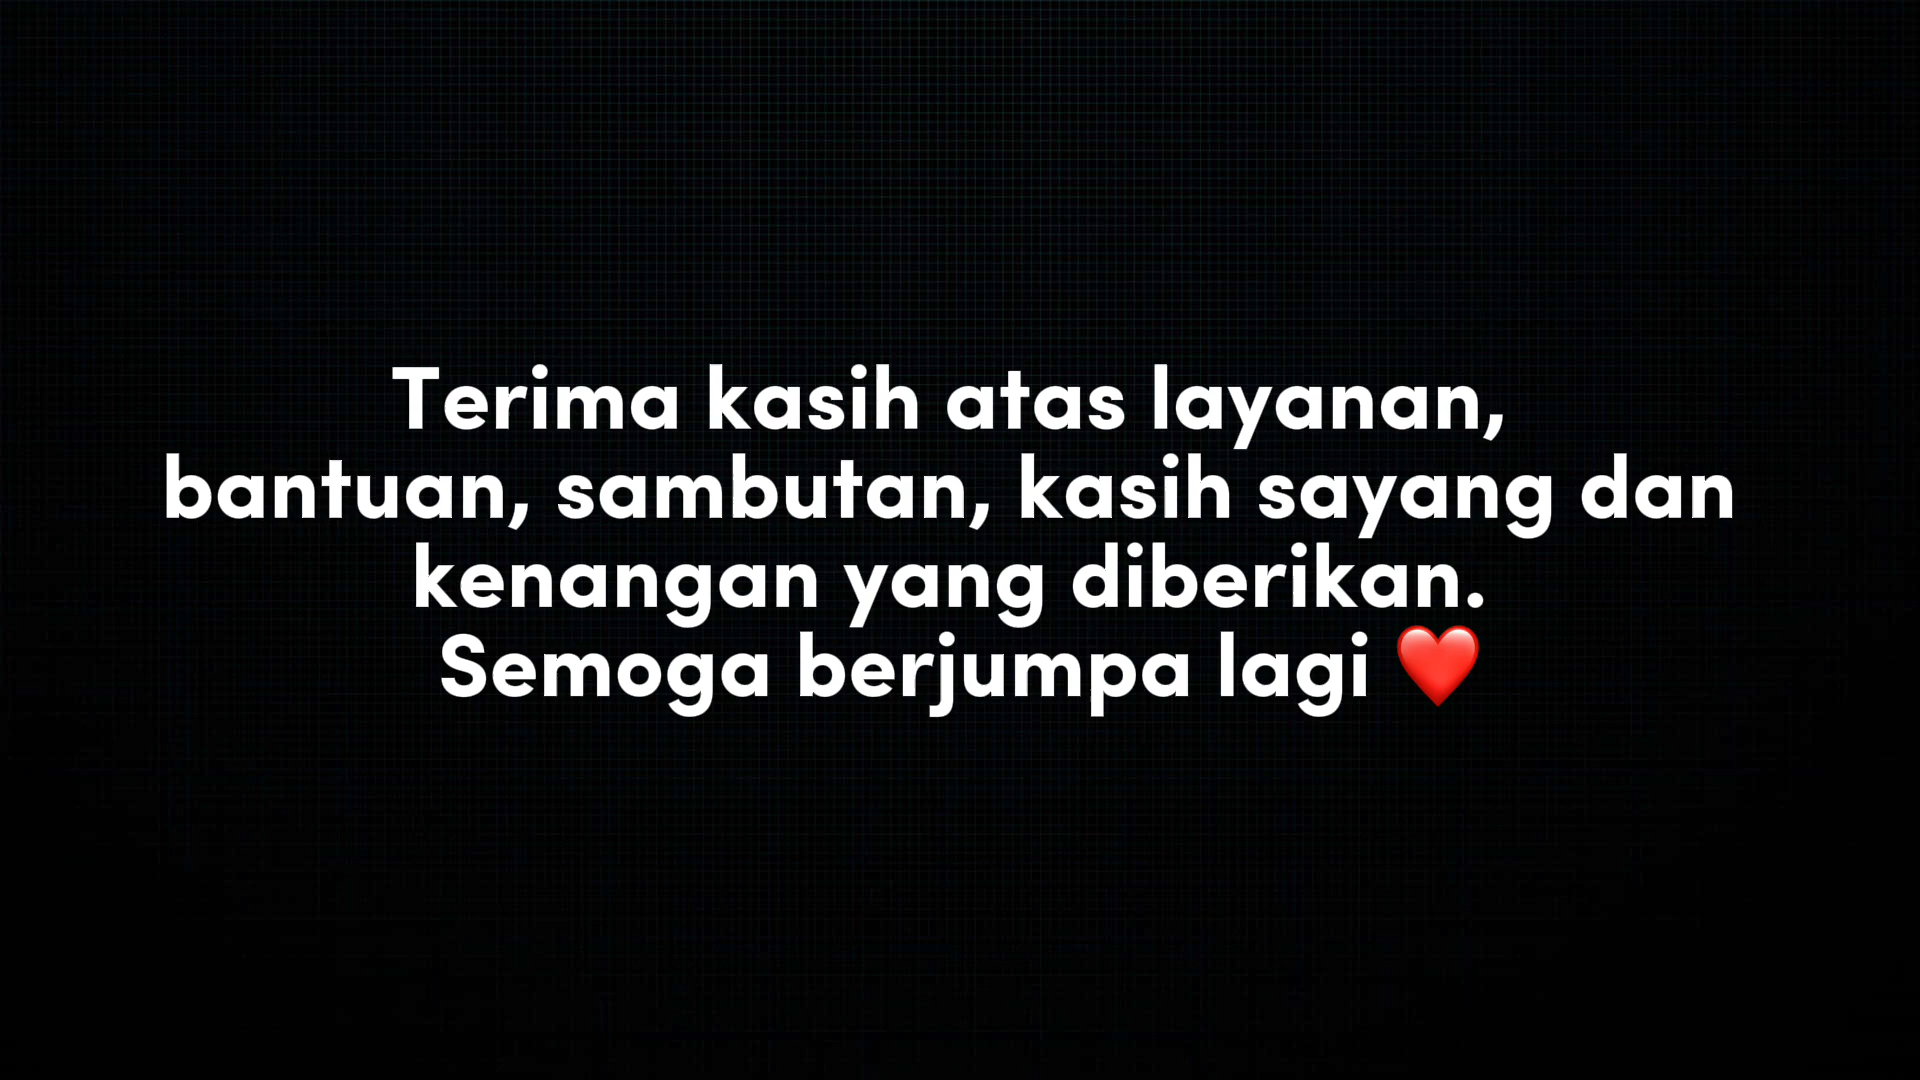 Terima kasih atas layanan,
bantuan, sambutan, kasih sayang dan
kenangan yang diberikan.
Semoga berjumpa lagi ❤️